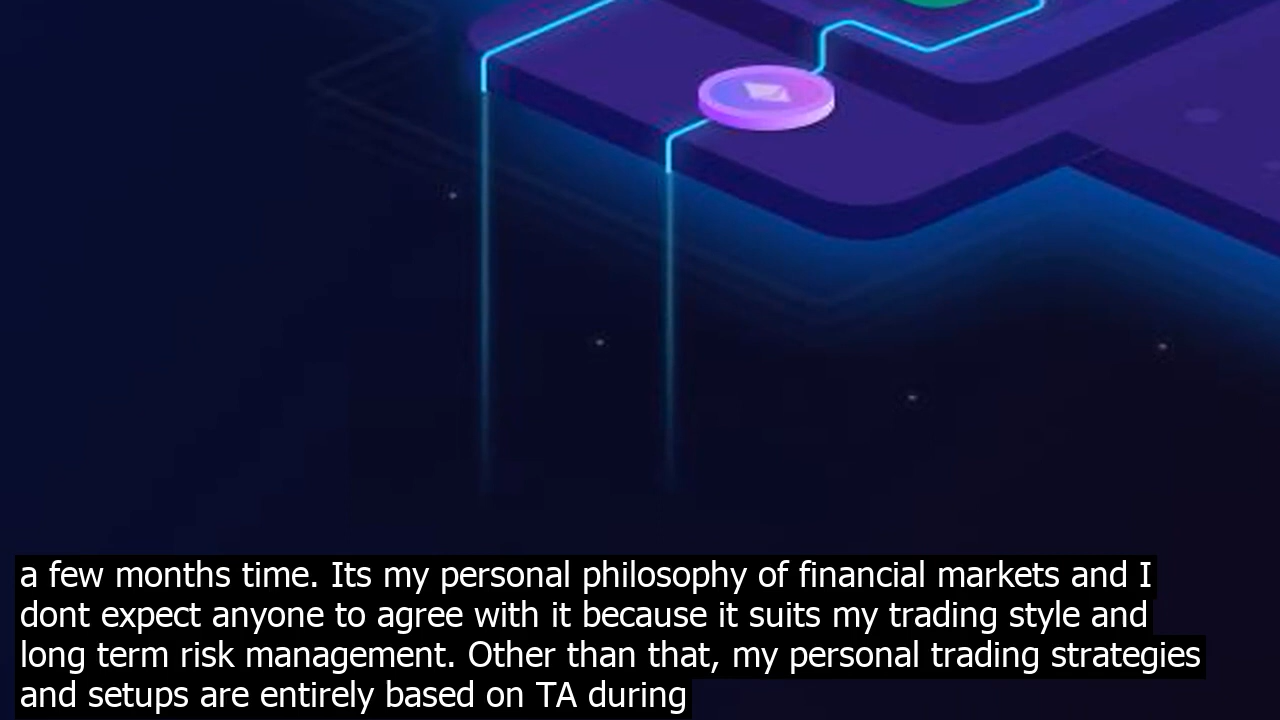 a few months time. Its my personal philosophy of financial markets and I
dont expect anyone to agree with it because it suits my trading style and
long term risk management. Other than that, my personal trading strategies
and setups are entirely based on TA during